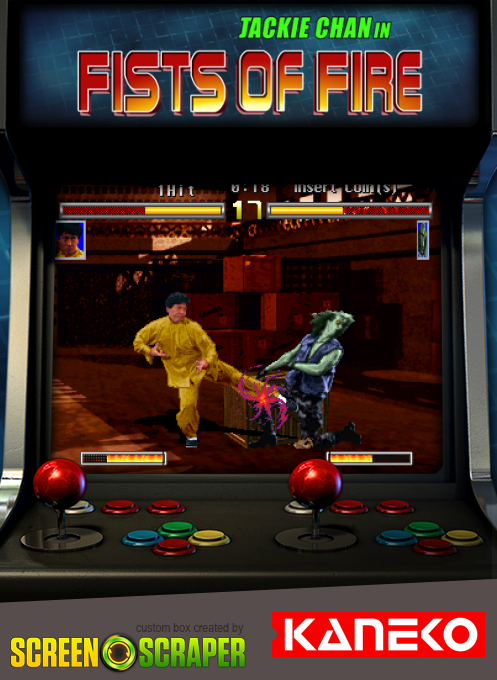 JACKIE CHAN IN
FISTS OF FIRE
1Hit 0:18 Insert Coin(s)
17
custom box created by
SCREEN SCRAPER
KANEKO